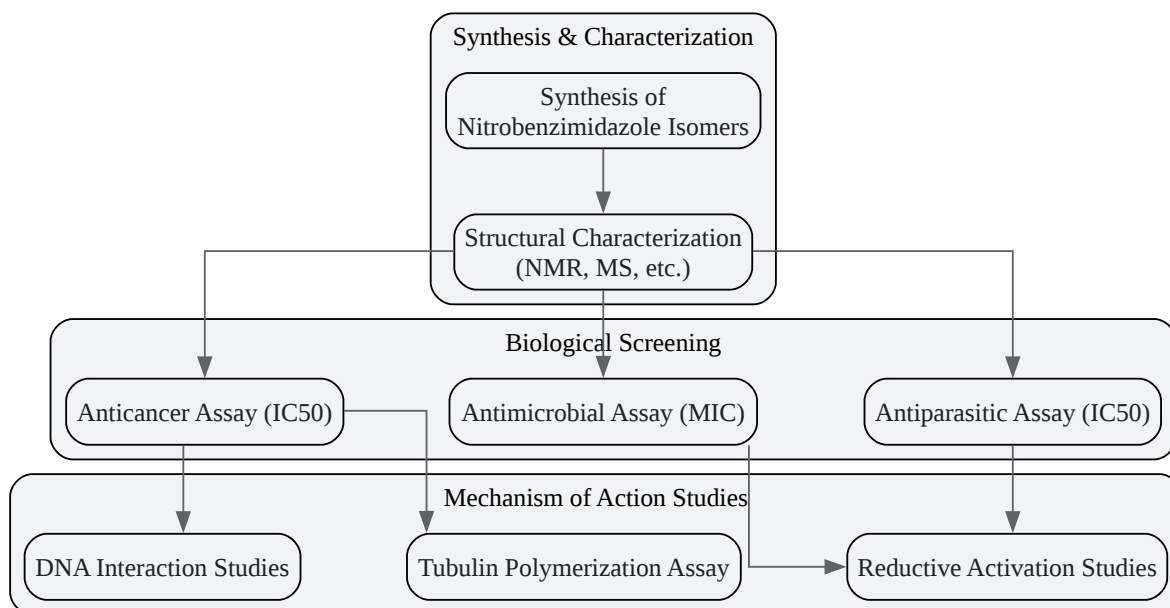 Synthesis & Characterization
Synthesis of
Nitrobenzimidazole Isomers
Structural Characterization
(NMR, MS, etc.)
Biological Screening
Anticancer Assay (IC50)
Antimicrobial Assay (MIC)
Antiparasitic Assay (IC50)
Mechanism of Action Studies
DNA Interaction Studies
Tubulin Polymerization Assay
Reductive Activation Studies